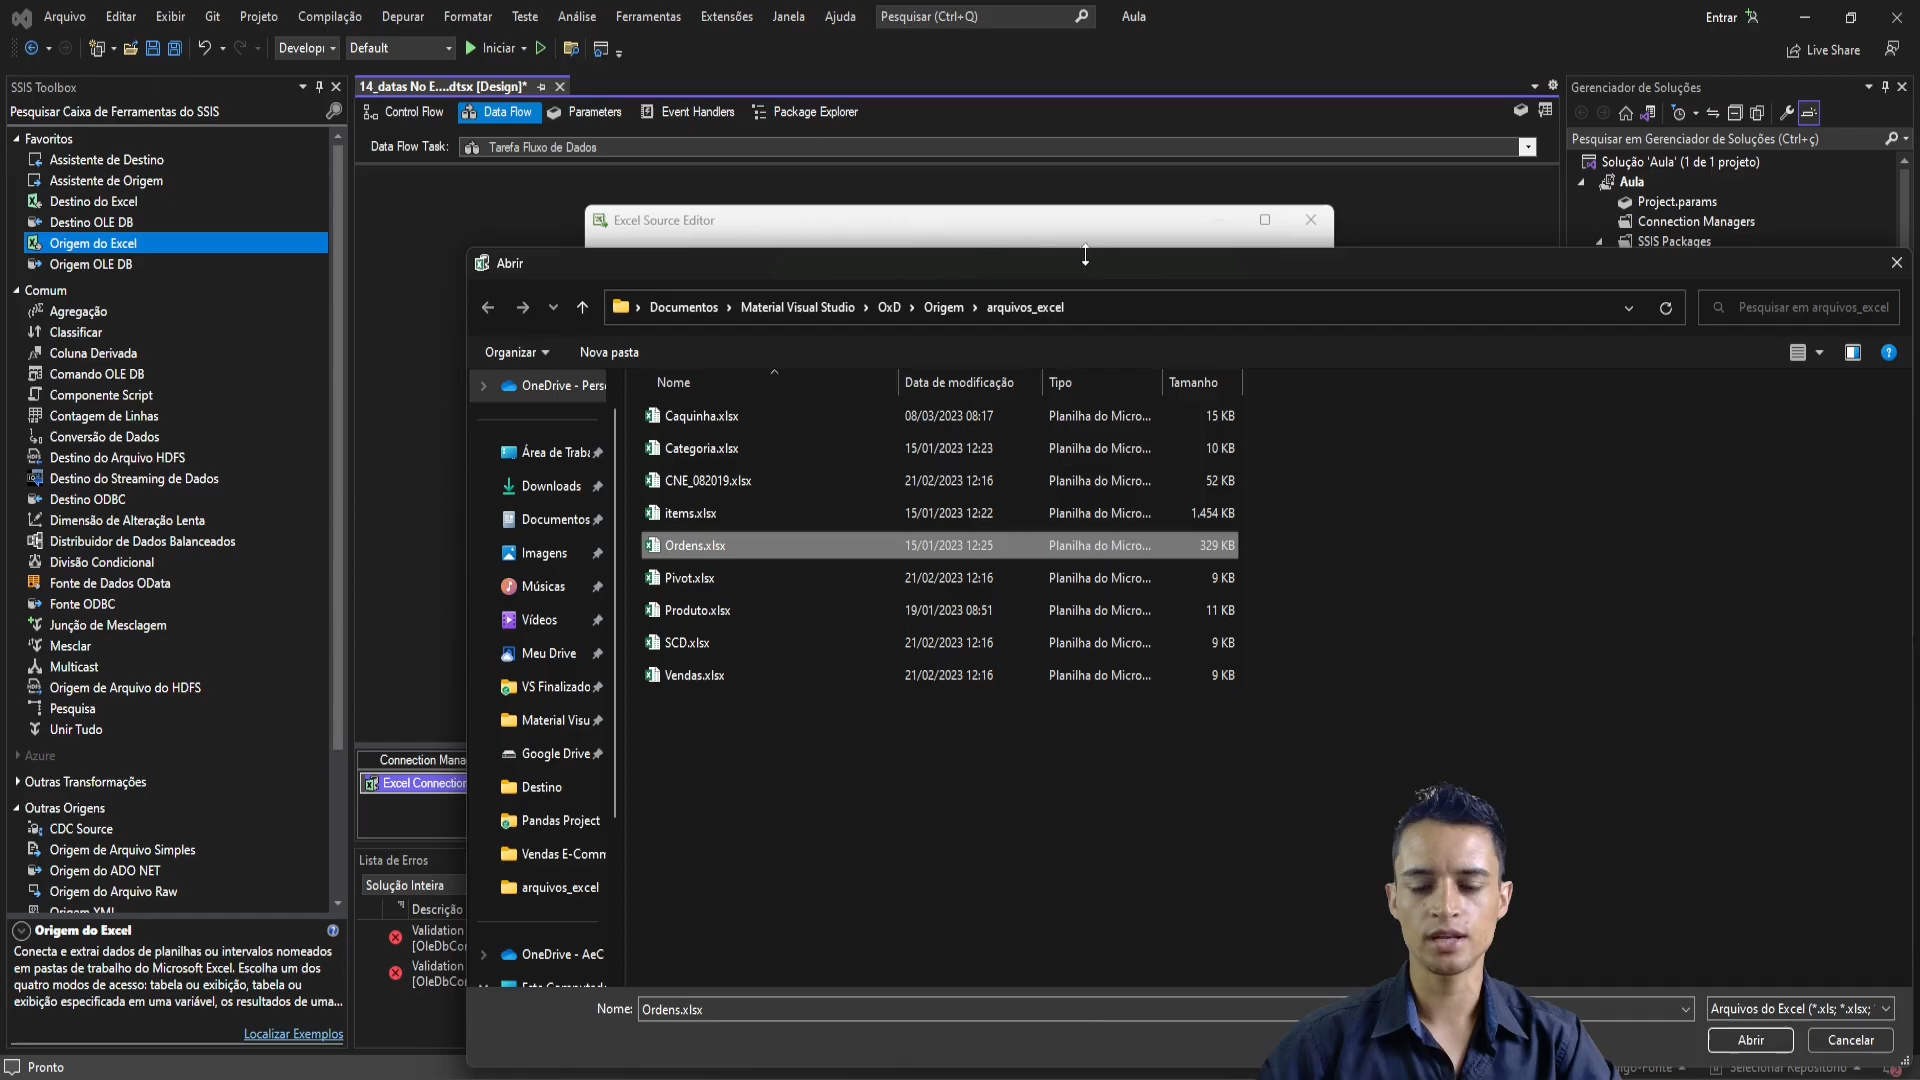 Arquivo Editar Exibir Git Projeto Compilação Depurar Formatar Teste Análise Ferramentas Extensões Janela Ajuda Pesquisar (Ctrl+Q) Aula Entrar
Develop Default Iniciar Live Share
SSIS Toolbox
Pesquisar Caixa de Ferramentas do SSIS
Favoritos
Assistente de Destino
Assistente de Origem
Destino do Excel
Destino OLE DB
Origem do Excel
Origem OLE DB
Comum
Agregação
Classificar
Coluna Derivada
Comando OLE DB
Componente Script
Contagem de Linhas
Conversão de Dados
Destino do Arquivo HDFS
Destino do Streaming de Dados
Destino ODBC
Dimensão de Alteração Lenta
Distribuidor de Dados Balanceados
Divisão Condicional
Fonte de Dados OData
Fonte ODBC
Junção de Mesclagem
Mesclar
Multicast
Origem de Arquivo do HDFS
Pesquisa
Unir Tudo
Azure
Outras Transformações
Outras Origens
CDC Source
Origem de Arquivo Simples
Origem do ADO NET
Origem do Arquivo Raw
Origem XML
Origem do Excel
Conecta e extrai dados de planilhas ou intervalos nomeados
em pastas de trabalho do Microsoft Excel. Escolha um dos
quatro modos de acesso: tabela ou exibição, tabela ou
exibição especificada em uma variável, os resultados de uma...
Localizar Exemplos
Pronto
14_datas No E....dtsx [Design]*
Control Flow Data Flow Parameters Event Handlers Package Explorer
Data Flow Task: Tarefa Fluxo de Dados
Excel Source Editor
Connection Mana
Excel Connection
Lista de Erros
Solução Inteira
Descrição
Validation
[OleDbCo
Validation
[OleDbCo
Gerenciador de Soluções
Pesquisar em Gerenciador de Soluções (Ctrl+ç)
Solução 'Aula' (1 de 1 projeto)
Aula
Project.params
Connection Managers
SSIS Packages
Abrir
Documentos › Material Visual Studio › OxD › Origem › arquivos_excel
Pesquisar em arquivos_excel
Organizar Nova pasta
OneDrive - Pers
Área de Trab
Downloads
Documentos
Imagens
Músicas
Vídeos
Meu Drive
VS Finalizado
Material Visu
Google Drive
Destino
Pandas Project
Vendas E-Comm
arquivos_excel
OneDrive - AeC
Este Computad
Nome Data de modificação Tipo Tamanho
Caquinha.xlsx 08/03/2023 08:17 Planilha do Micro... 15 KB
Categoria.xlsx 15/01/2023 12:23 Planilha do Micro... 10 KB
CNE_082019.xlsx 21/02/2023 12:16 Planilha do Micro... 52 KB
items.xlsx 15/01/2023 12:22 Planilha do Micro... 1.454 KB
Ordens.xlsx 15/01/2023 12:25 Planilha do Micro... 329 KB
Pivot.xlsx 21/02/2023 12:16 Planilha do Micro... 9 KB
Produto.xlsx 19/01/2023 08:51 Planilha do Micro... 11 KB
SCD.xlsx 21/02/2023 12:16 Planilha do Micro... 9 KB
Vendas.xlsx 21/02/2023 12:16 Planilha do Micro... 9 KB
Nome: Ordens.xlsx Arquivos do Excel (*.xls; *.xlsx;
Abrir Cancelar
igo-Fonte Selecionar Repositório